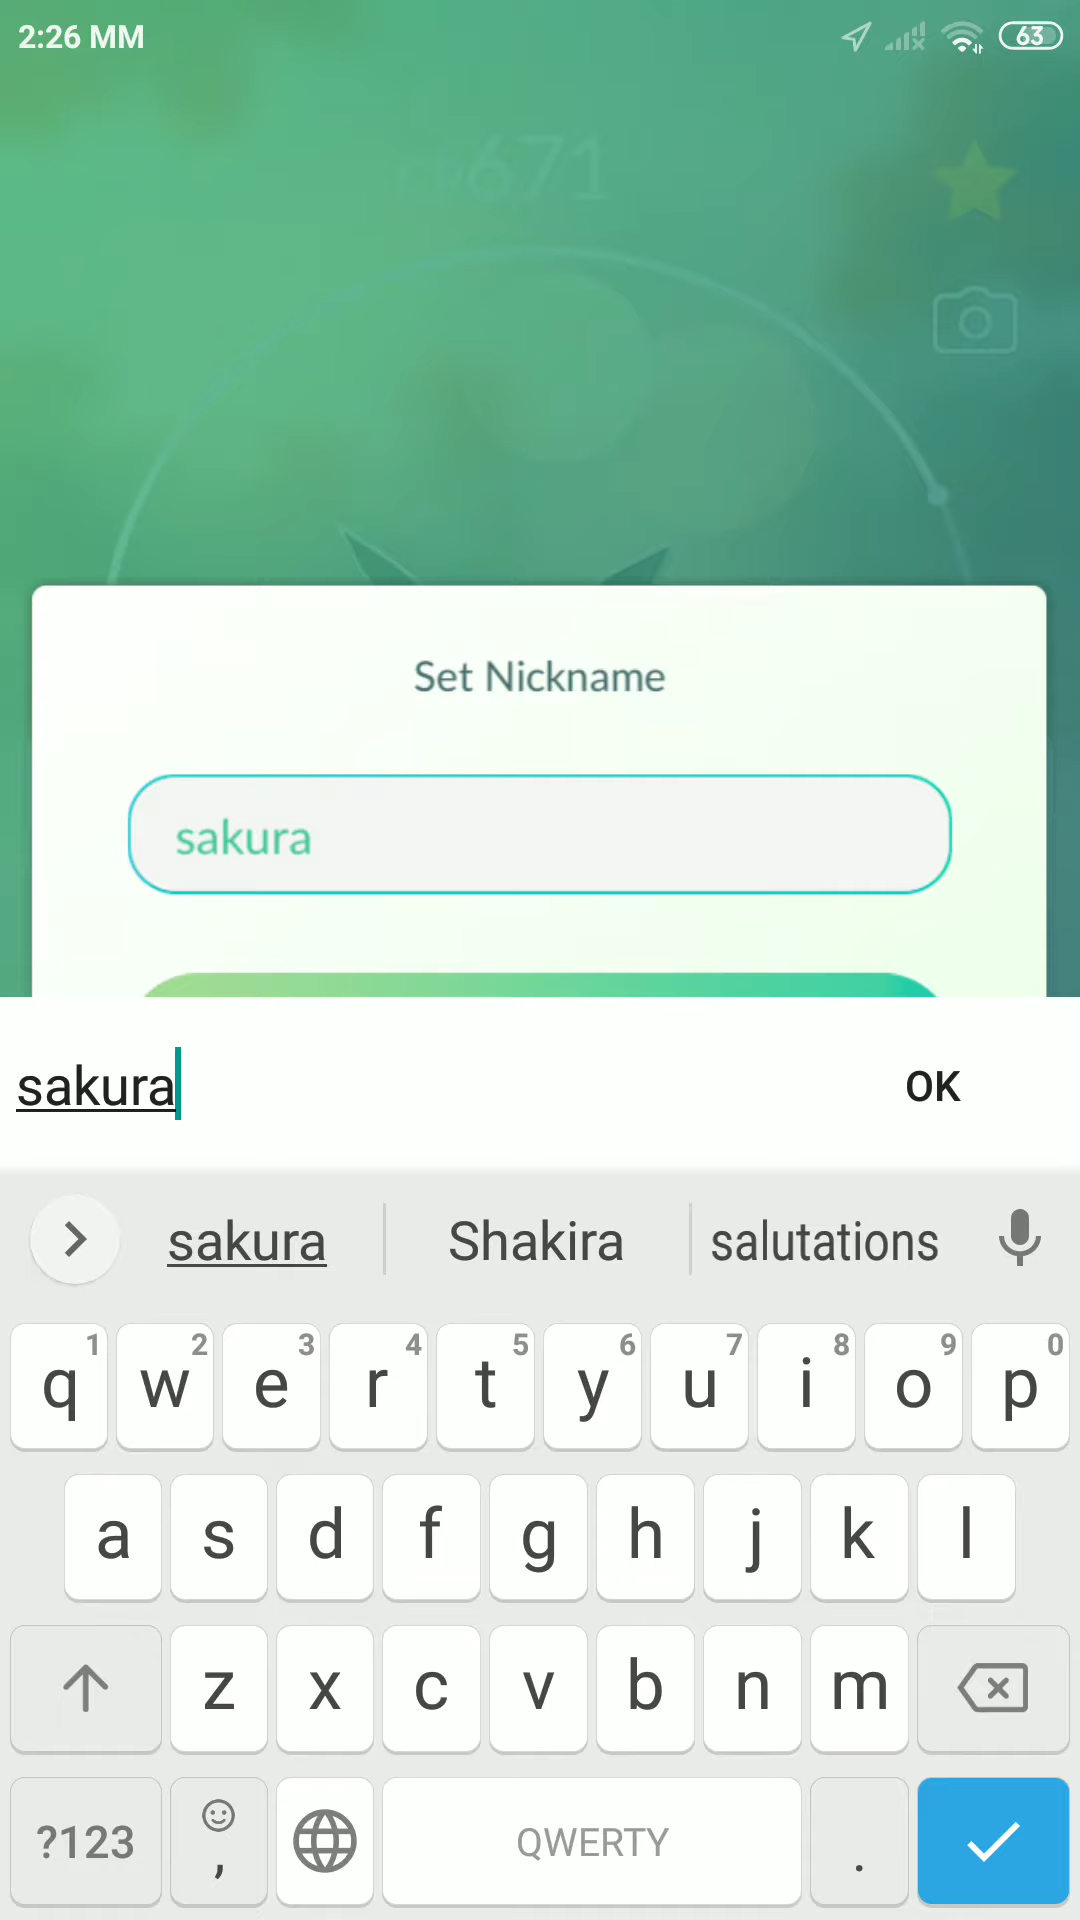 2:26 MM
63
CP671
Set Nickname
sakura
sakura
OK
sakura Shakira salutations
1 2 3 4 5 6 7 8 9 0
q w e r t y u i o p
a s d f g h j k l
z x c v b n m
?123 , QWERTY .